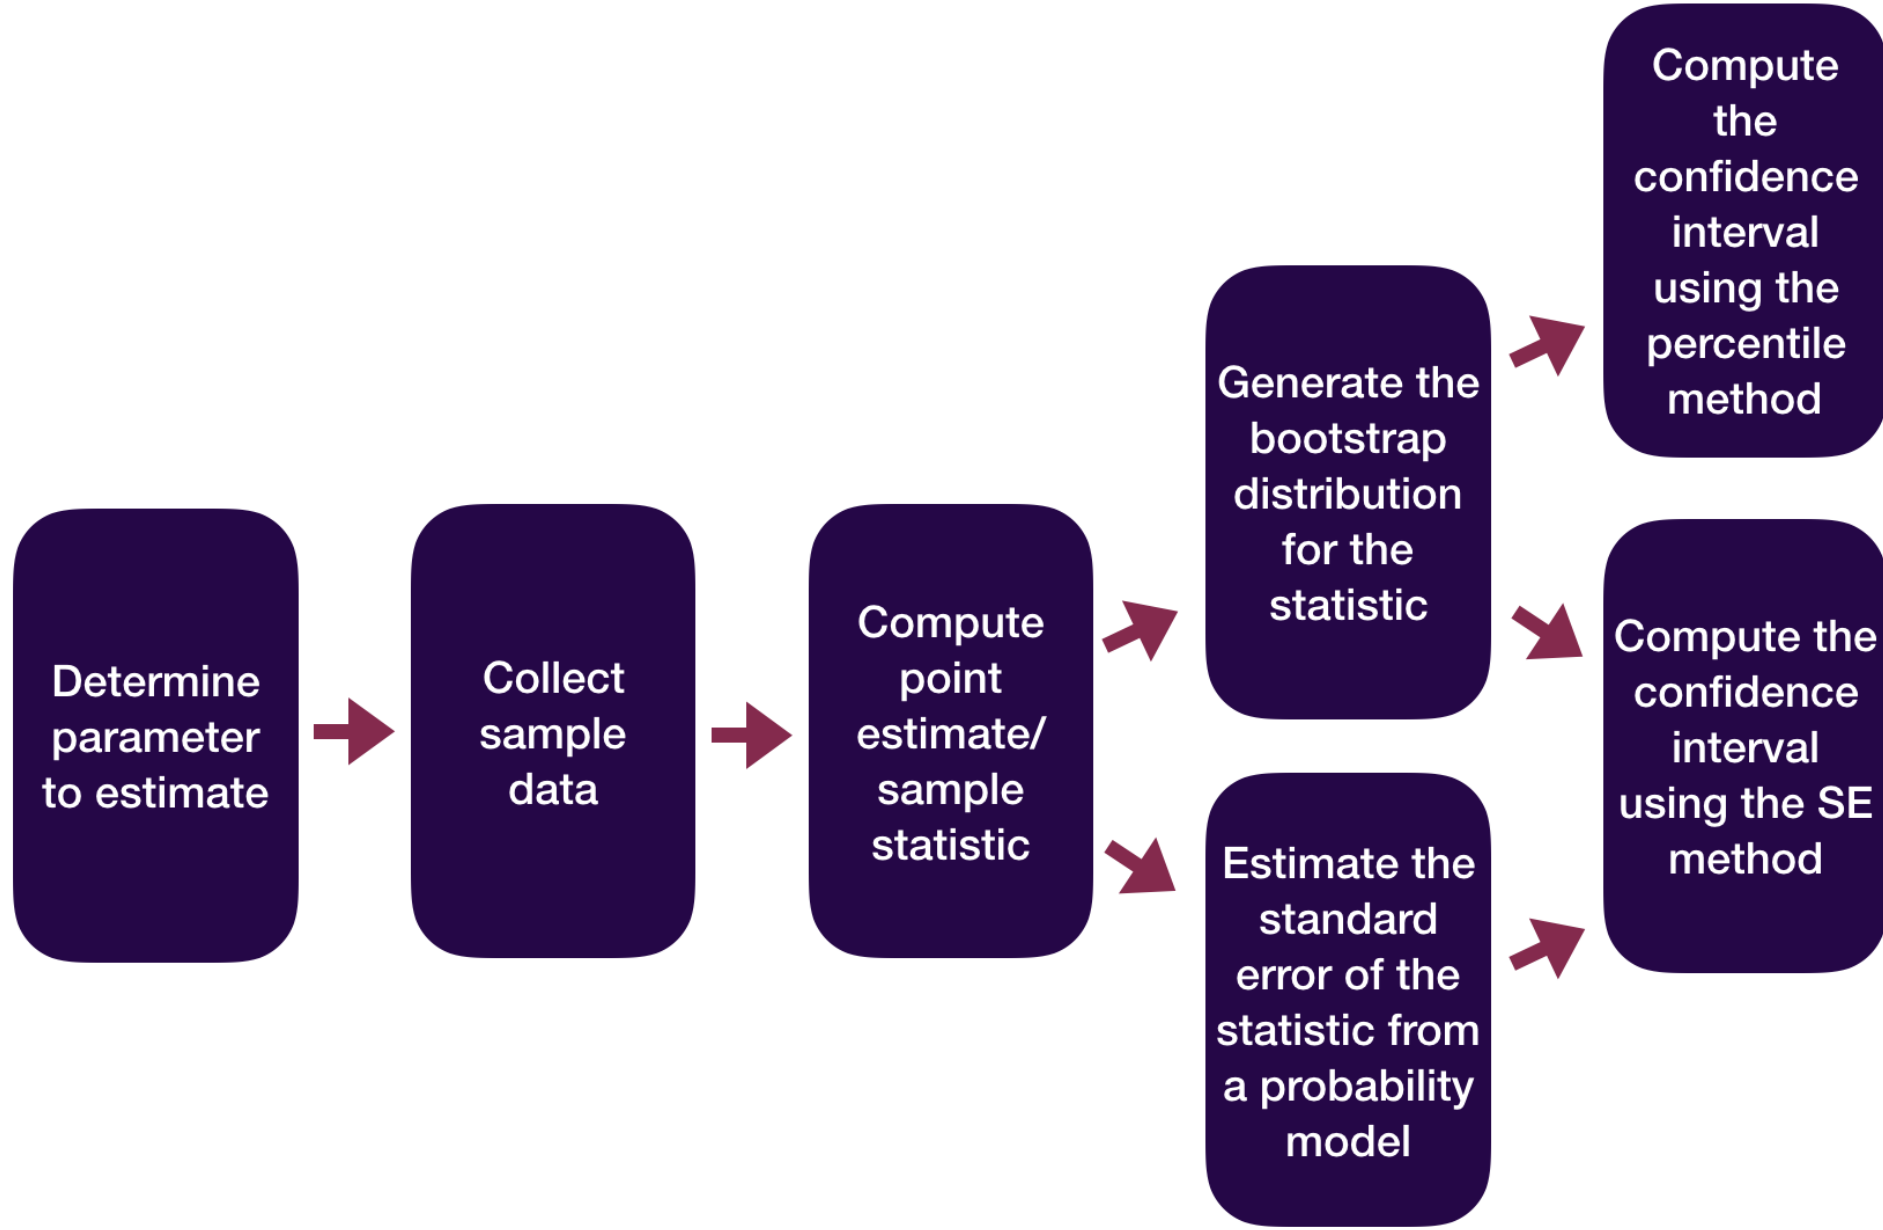 Determine
parameter
to estimate
Collect
sample
data
Compute
point
estimate/
sample
statistic
Generate the
bootstrap
distribution
for the
statistic
Estimate the
standard
error of the
statistic from
a probability
model
Compute
the
confidence
interval
using the
percentile
method
Compute the
confidence
interval
using the SE
method